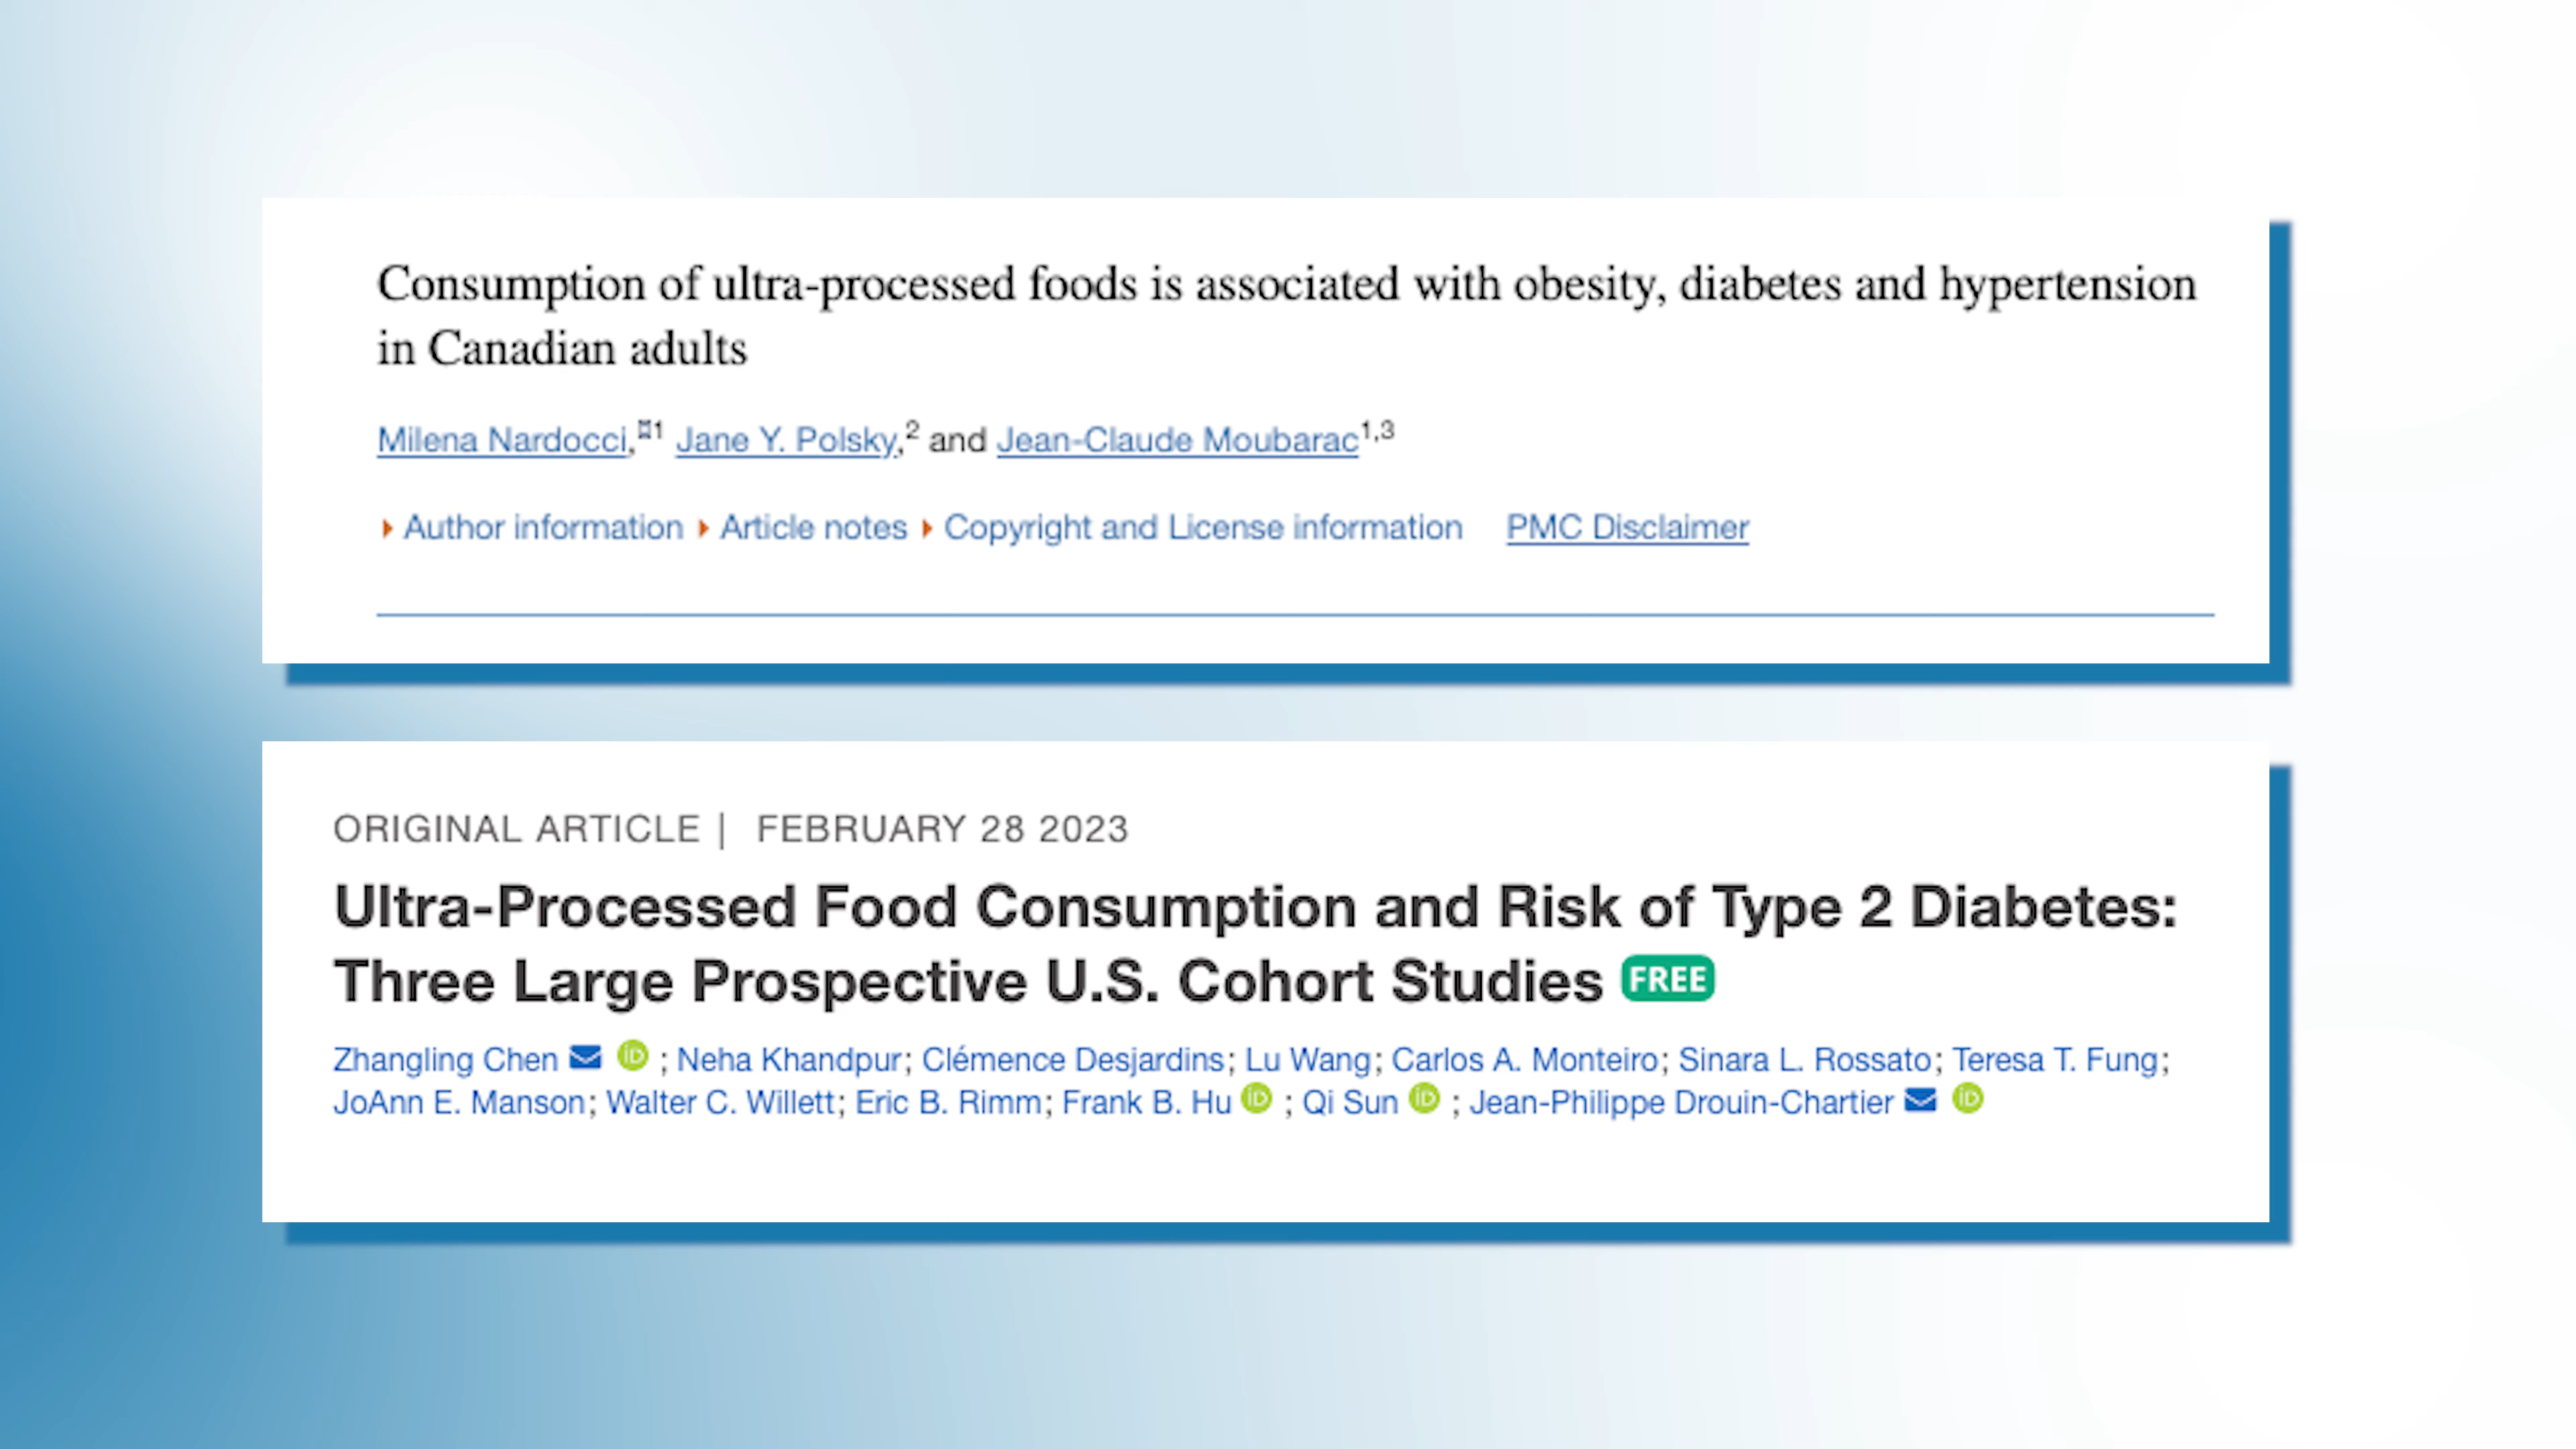 Consumption of ultra-processed foods is associated with obesity, diabetes and hypertension
in Canadian adults
Milena Nardocci,1 Jane Y. Polsky,2 and Jean-Claude Moubarac1,3
Author information Article notes Copyright and License information PMC Disclaimer
ORIGINAL ARTICLE | FEBRUARY 28 2023
Ultra-Processed Food Consumption and Risk of Type 2 Diabetes:
Three Large Prospective U.S. Cohort Studies FREE
Zhangling Chen iD ; Neha Khandpur; Clémence Desjardins; Lu Wang; Carlos A. Monteiro; Sinara L. Rossato; Teresa T. Fung;
JoAnn E. Manson; Walter C. Willett; Eric B. Rimm; Frank B. Hu iD ; Qi Sun iD ; Jean-Philippe Drouin-Chartier iD